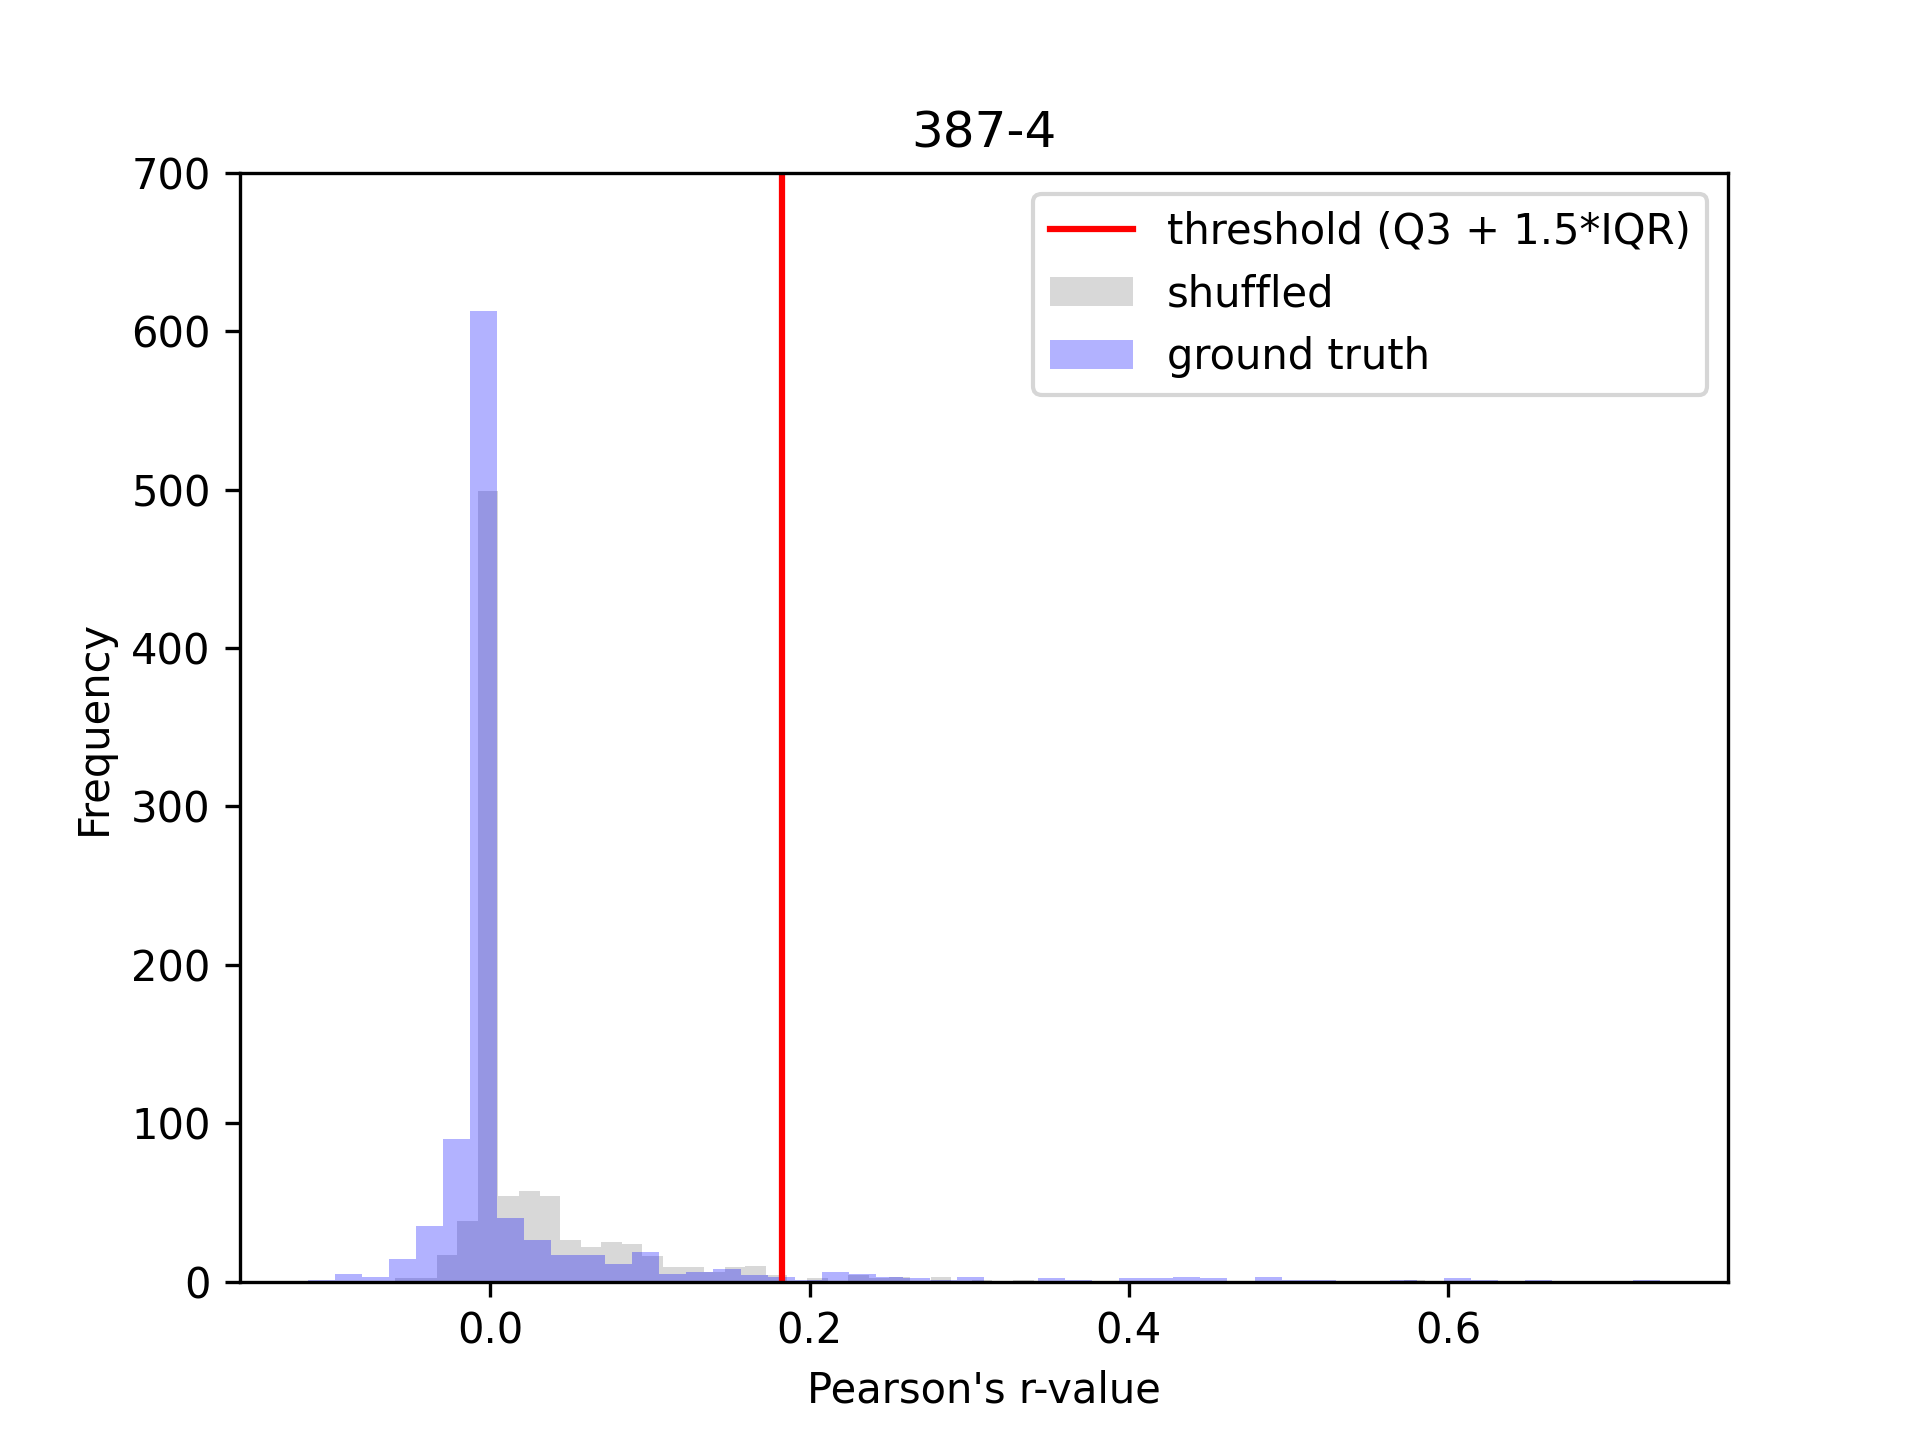 387-4
700
600
500
400
300
200
100
0
Frequency
threshold (Q3 + 1.5*IQR)
shuffled
ground truth
0.0 0.2 0.4 0.6
Pearson's r-value